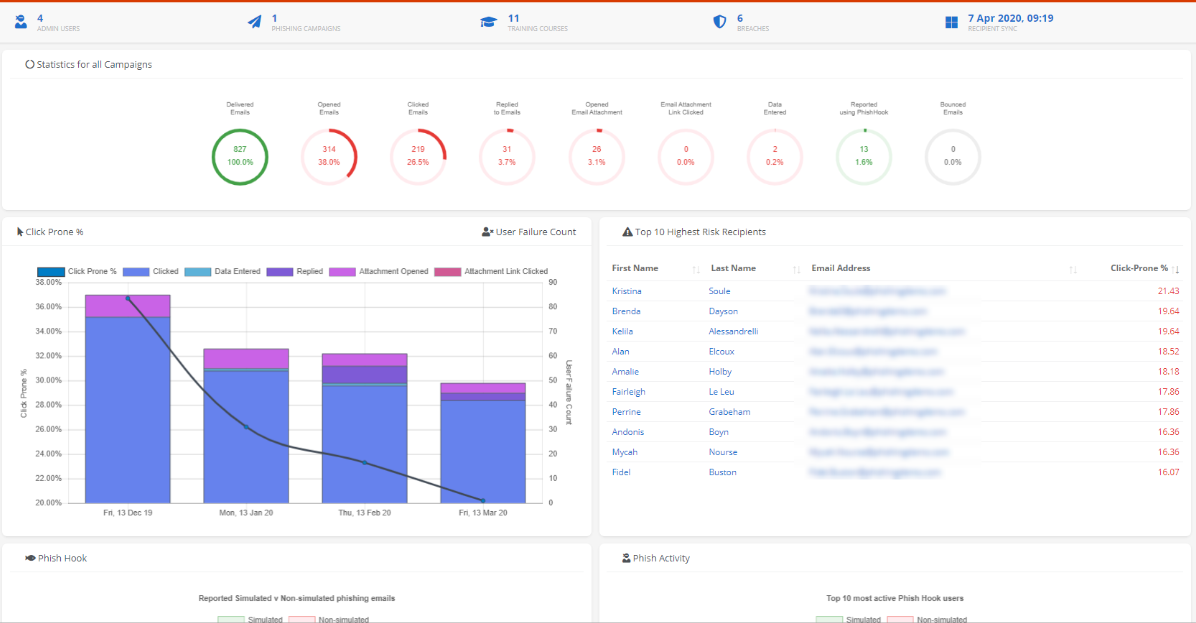 4
ADMIN USERS
1
PHISHING CAMPAIGNS
11
TRAINING COURSES
6
BREACHES
7 Apr 2020, 09:19
RECIPIENT SYNC
Statistics for all Campaigns
Delivered
Emails
827
100.0%
Opened
Emails
314
38.0%
Clicked
Emails
219
26.5%
Replied
to Emails
31
3.7%
Opened
Email Attachment
26
3.1%
Email Attachment
Link Clicked
0
0.0%
Data
Entered
2
0.2%
Reported
using PhishHook
13
1.6%
Bounced
Emails
0
0.0%
Click Prone %
User Failure Count
Click Prone % Clicked Data Entered Replied Attachment Opened Attachment Link Clicked
38.00%
36.00%
34.00%
32.00%
30.00%
28.00%
26.00%
24.00%
22.00%
20.00%
Click Prone %
90
80
70
60
50
40
30
20
10
0
User Failure Count
Fri, 13 Dec 19 Mon, 13 Jan 20 Thu, 13 Feb 20 Fri, 13 Mar 20
Top 10 Highest Risk Recipients
First Name Last Name Email Address Click-Prone %
Kristina Soule 21.43
Brenda Dayson 19.64
Kelila Alessandrelli 19.64
Alan Elcoux 18.52
Amalie Holby 18.18
Fairleigh Le Leu 17.86
Perrine Grabeham 17.86
Andonis Boyn 16.36
Mycah Nourse 16.36
Fidel Buston 16.07
Phish Hook
Reported Simulated v Non-simulated phishing emails
Simulated Non-simulated
Phish Activity
Top 10 most active Phish Hook users
Simulated Non-simulated